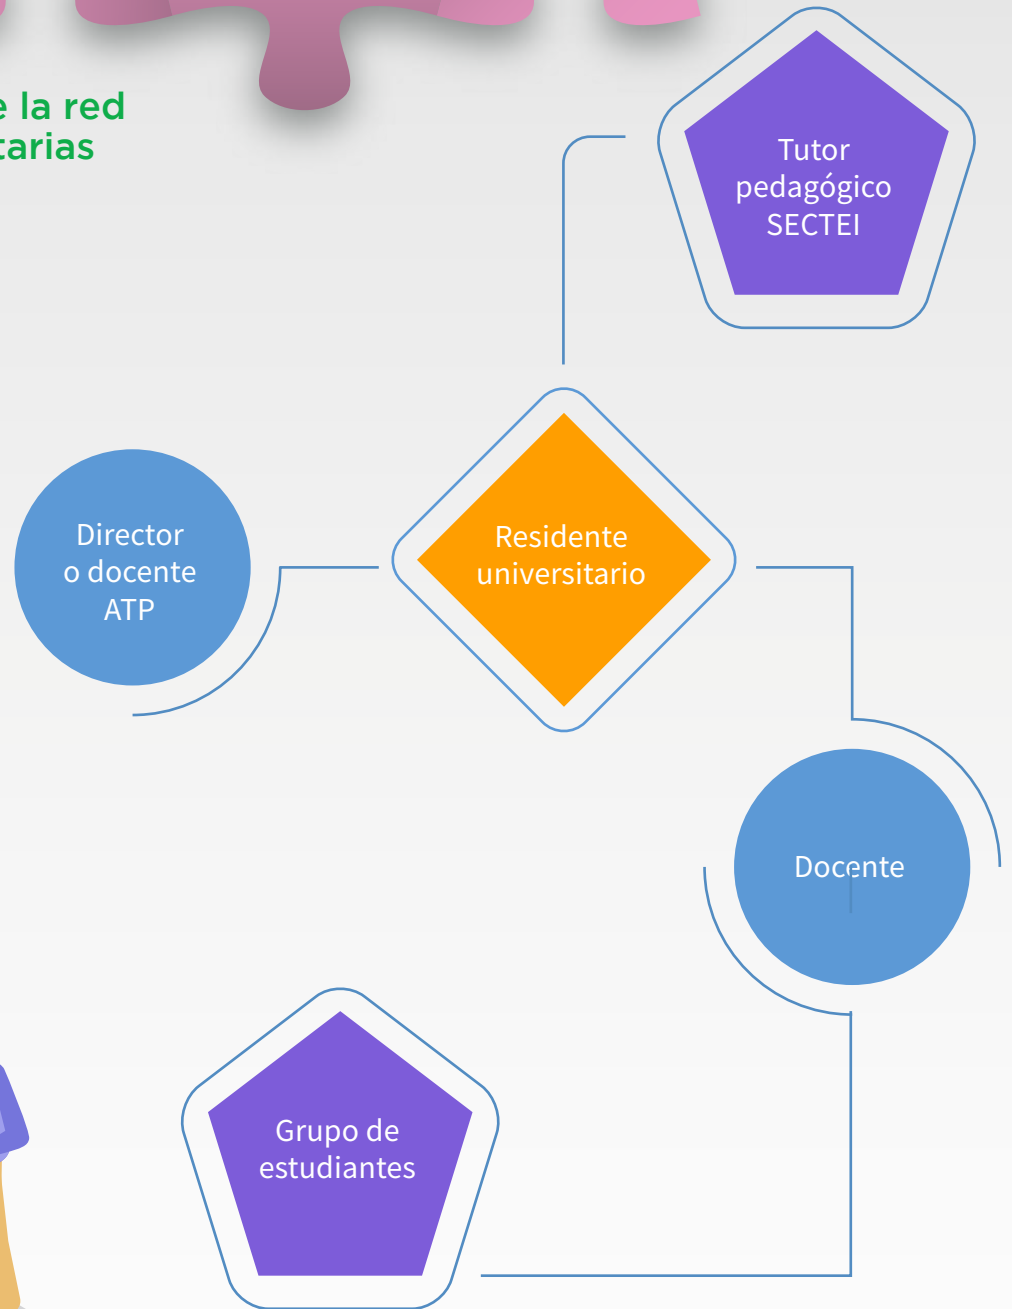 e la red
tarias
Tutor
pedagógico
SECTEI
Director
o docente
ATP
Residente
universitario
Docente
Grupo de
estudiantes